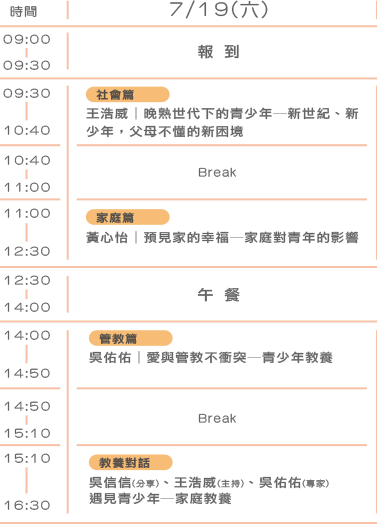 時間 7/19(六)
09:00
|
09:30
報 到
09:30
|
10:40
社會篇
王浩威｜晚熟世代下的青少年─新世紀、新
少年，父母不懂的新困境
10:40
|
11:00
Break
11:00
|
12:30
家庭篇
黃心怡｜預見家的幸福─家庭對青年的影響
12:30
|
14:00
午 餐
14:00
|
14:50
管教篇
吳佑佑｜愛與管教不衝突─青少年教養
14:50
|
15:10
Break
15:10
|
16:30
教養對話
吳信信(分享)、王浩威(主持)、吳佑佑(專家)
遇見青少年─家庭教養